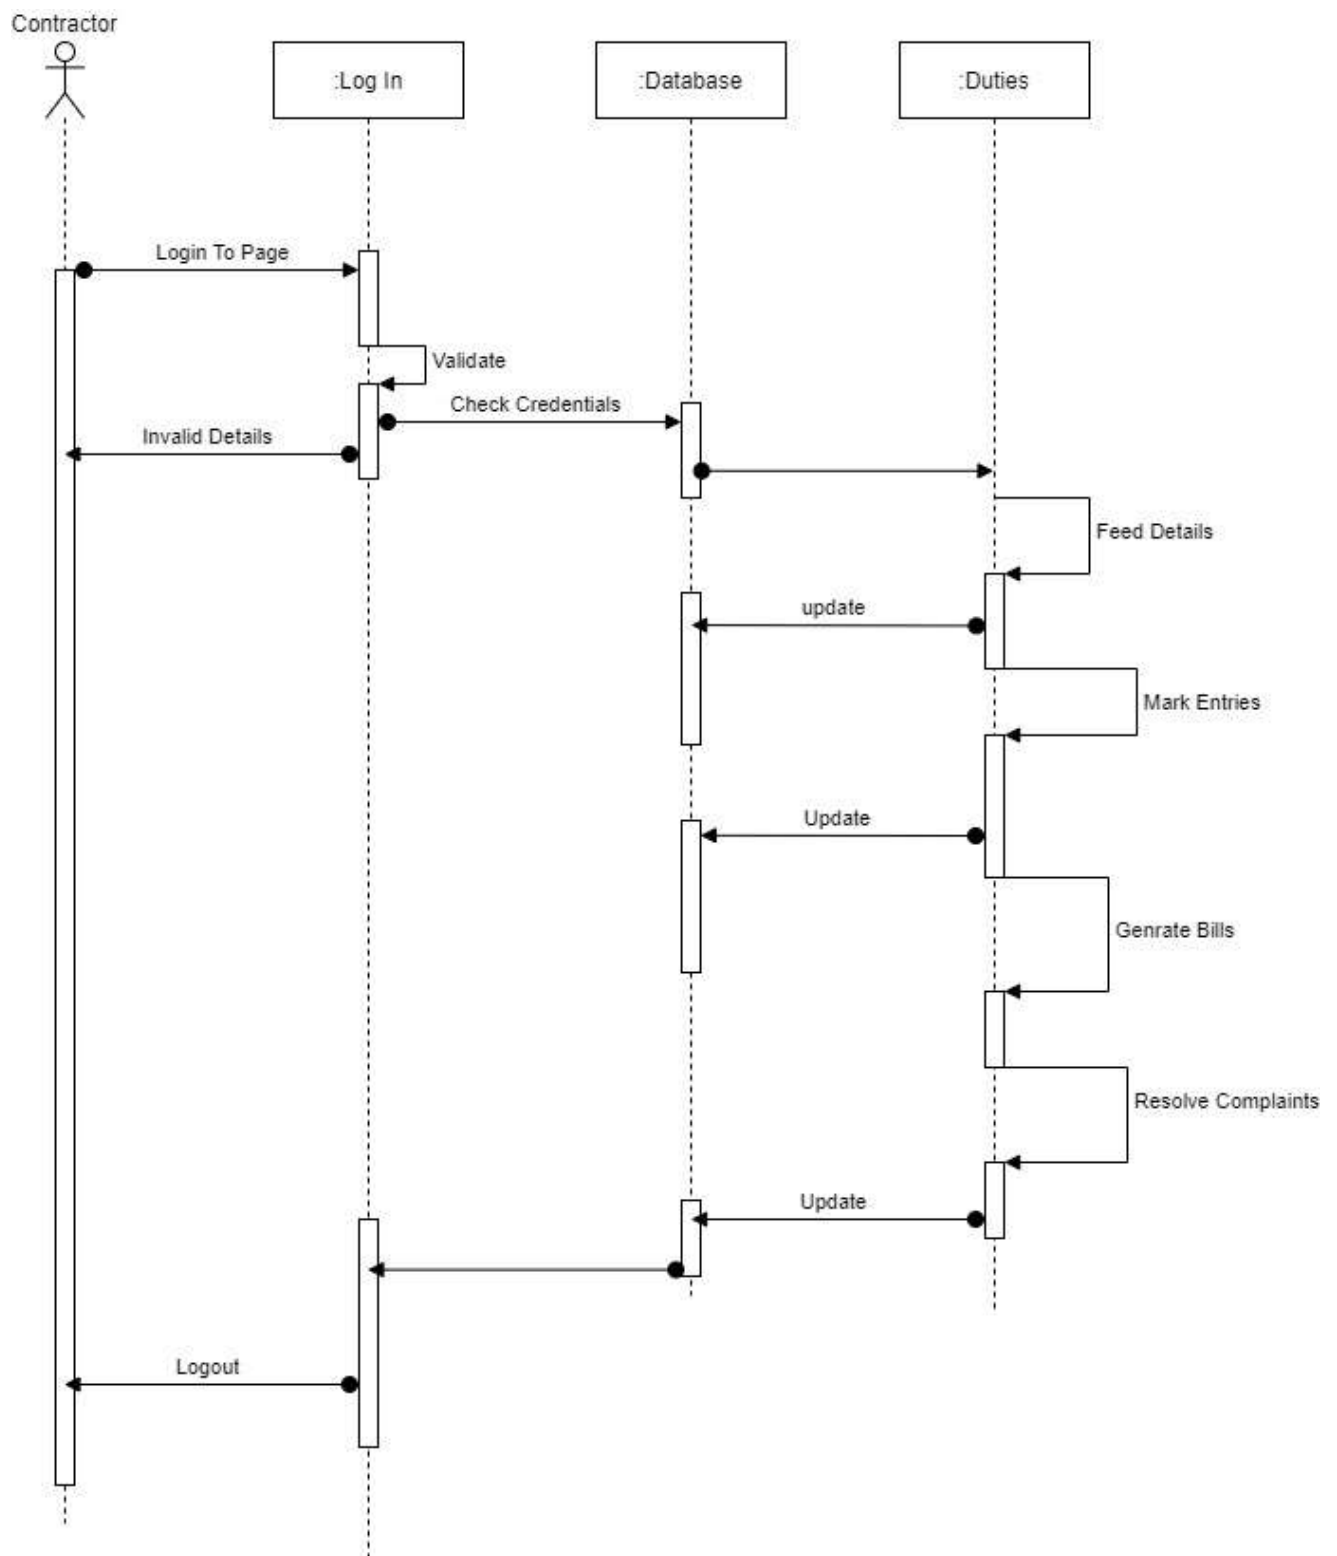 Contractor
:Log In
:Database
:Duties
Login To Page
Validate
Check Credentials
Invalid Details
Feed Details
update
Mark Entries
Update
Genrate Bills
Resolve Complaints
Update
Logout